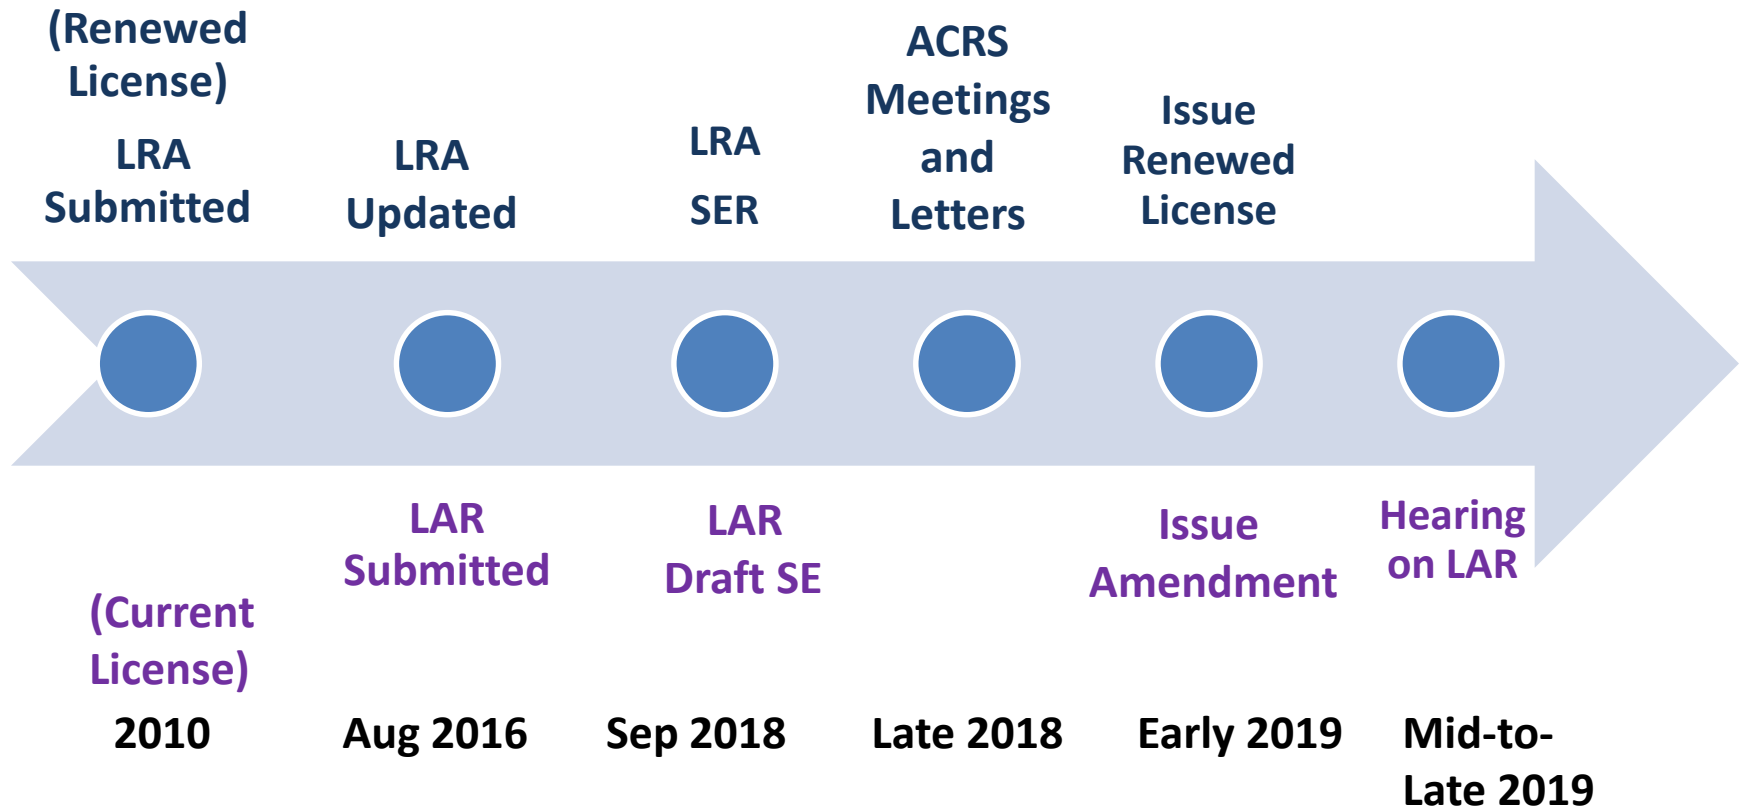 (Renewed
License)
LRA
Submitted
LRA
Updated
LRA
SER
ACRS
Meetings
and
Letters
Issue
Renewed
License
LAR
Submitted
LAR
Draft SE
Issue
Amendment
Hearing
on LAR
(Current
License)
2010
Aug 2016
Sep 2018
Late 2018
Early 2019
Mid-to-
Late 2019